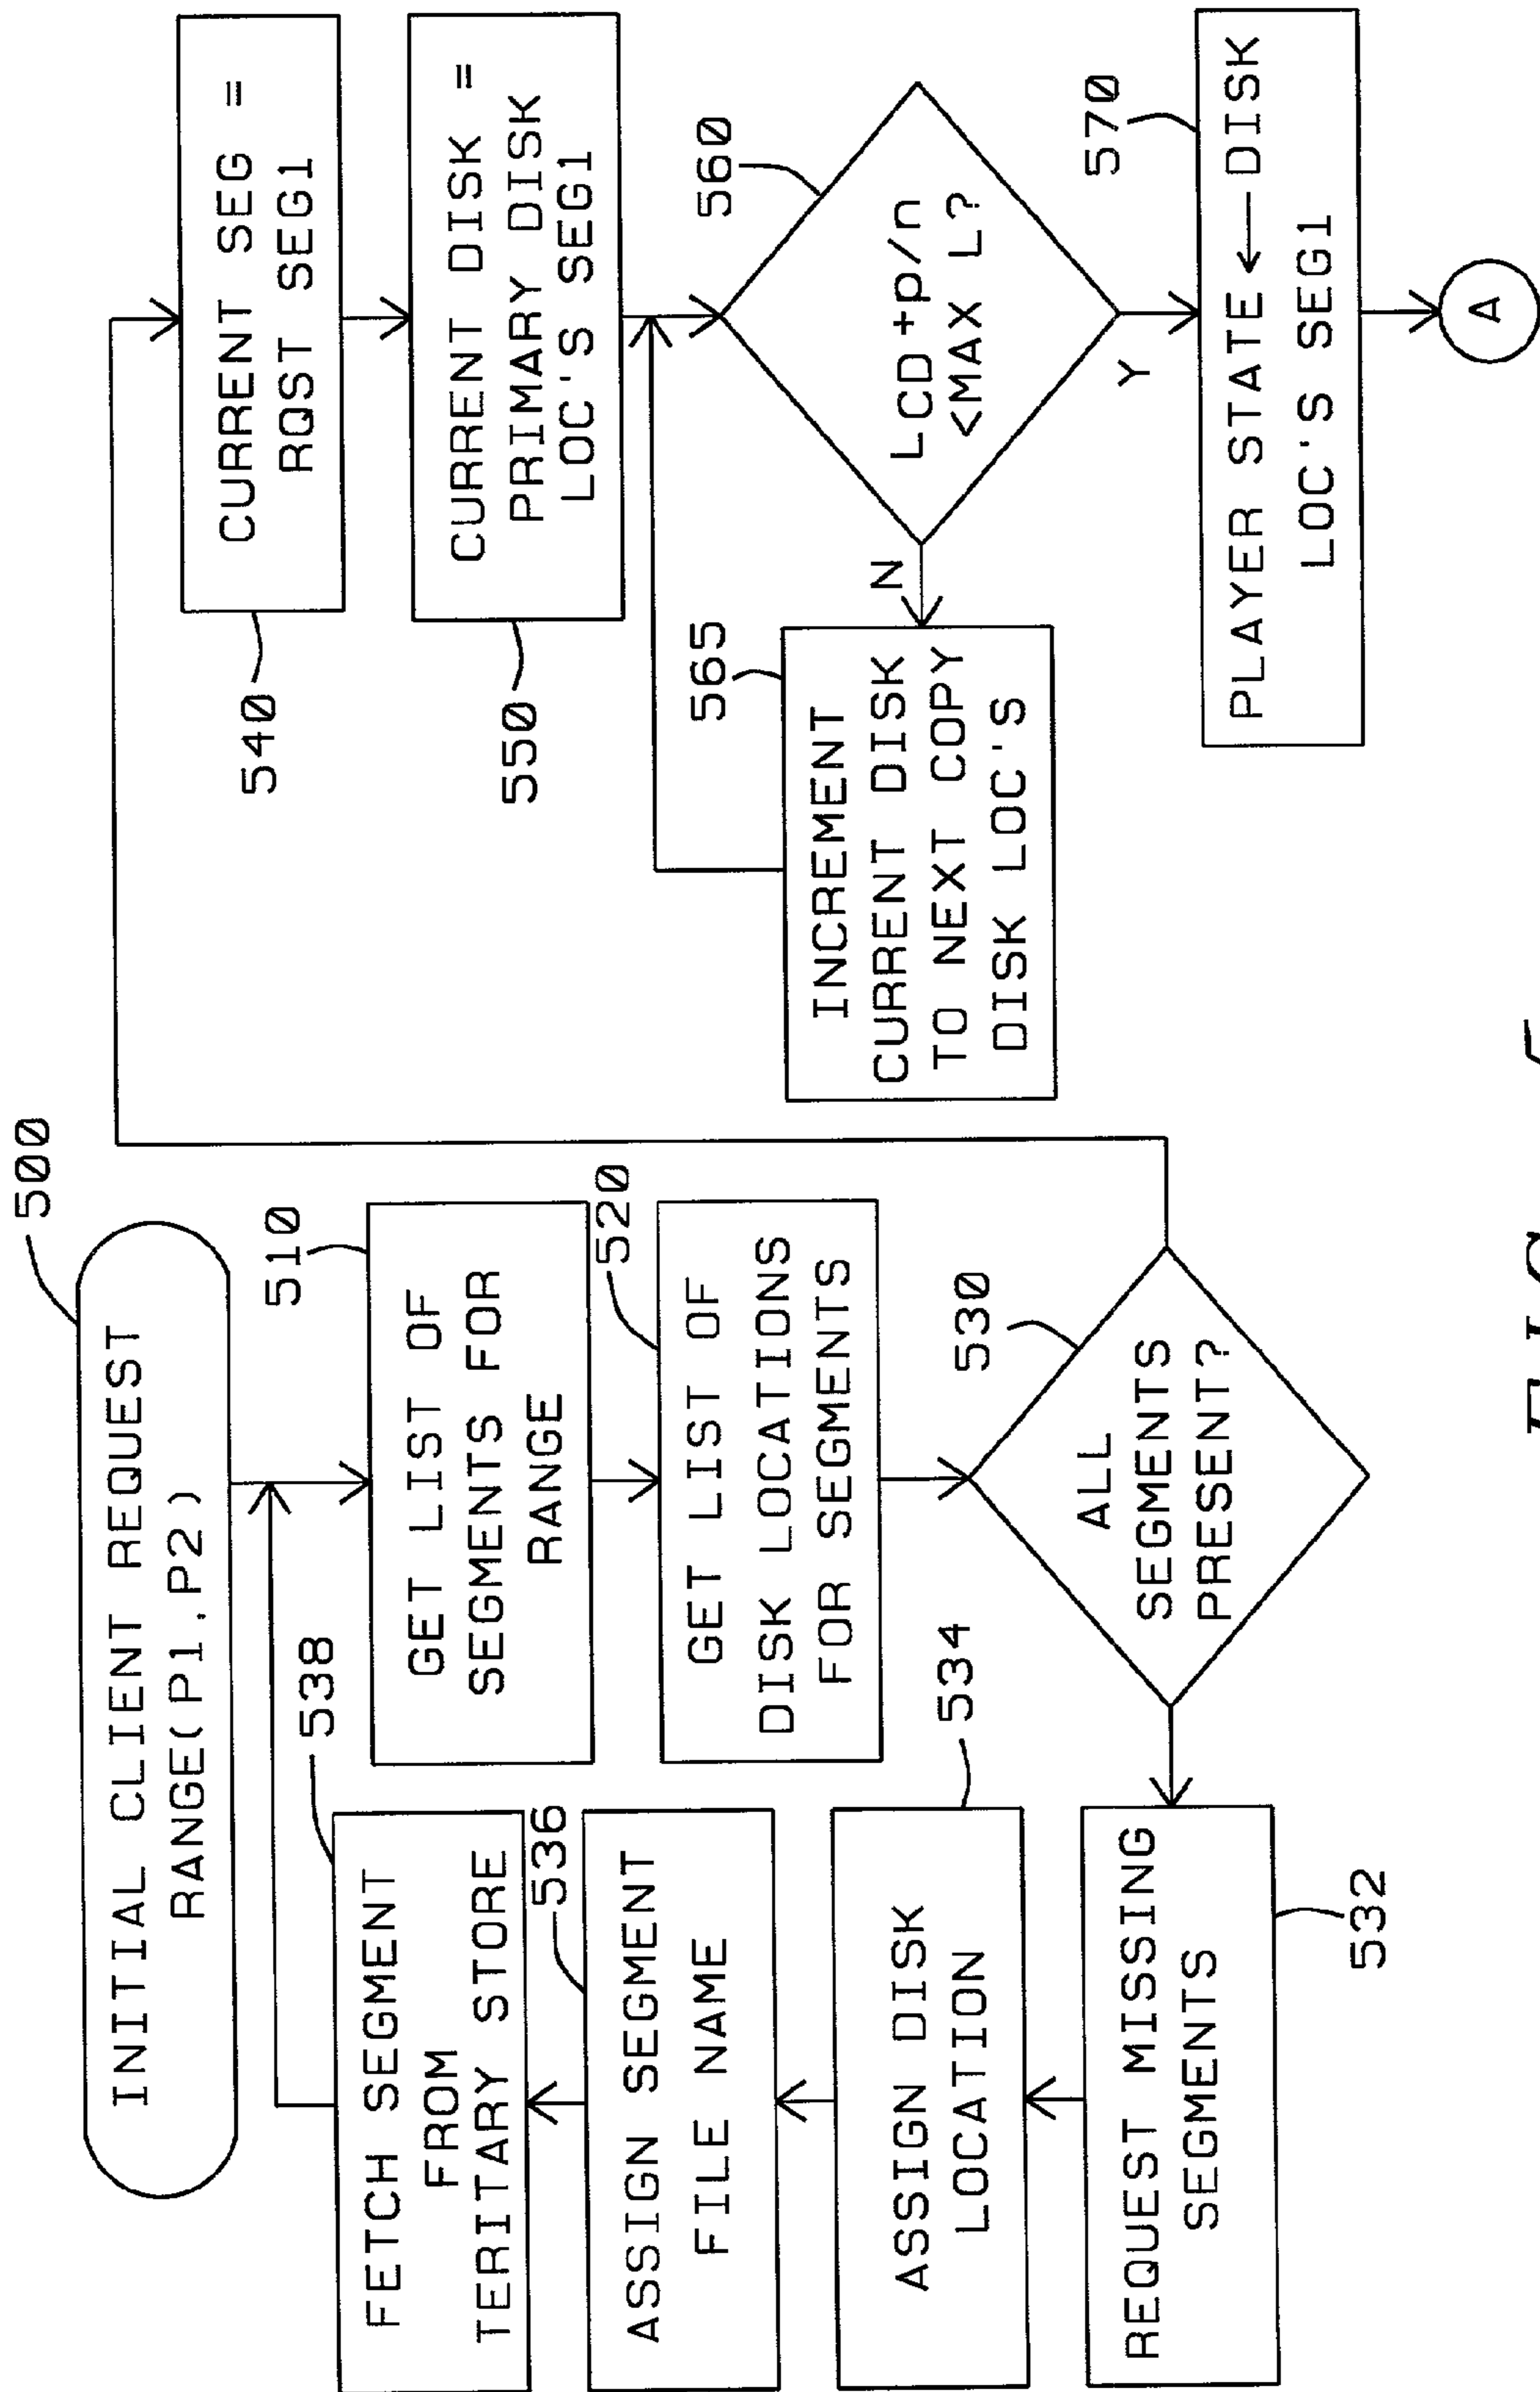 500
INITIAL CLIENT REQUEST
RANGE(P1,P2)
510
GET LIST OF
SEGMENTS FOR
RANGE
520
GET LIST OF
DISK LOCATIONS
FOR SEGMENTS
530
ALL
SEGMENTS
PRESENT?
532
REQUEST MISSING
SEGMENTS
534
ASSIGN DISK
LOCATION
536
ASSIGN SEGMENT
FILE NAME
538
FETCH SEGMENT
FROM
TERITARY STORE
540
CURRENT SEG =
RQST SEG1
550
CURRENT DISK =
PRIMARY DISK
LOC'S SEG1
560
LCD+p/n
<MAX L?
N
Y
565
INCREMENT
CURRENT DISK
TO NEXT COPY
DISK LOC'S
570
PLAYER STATE ←DISK
LOC'S SEG1
A